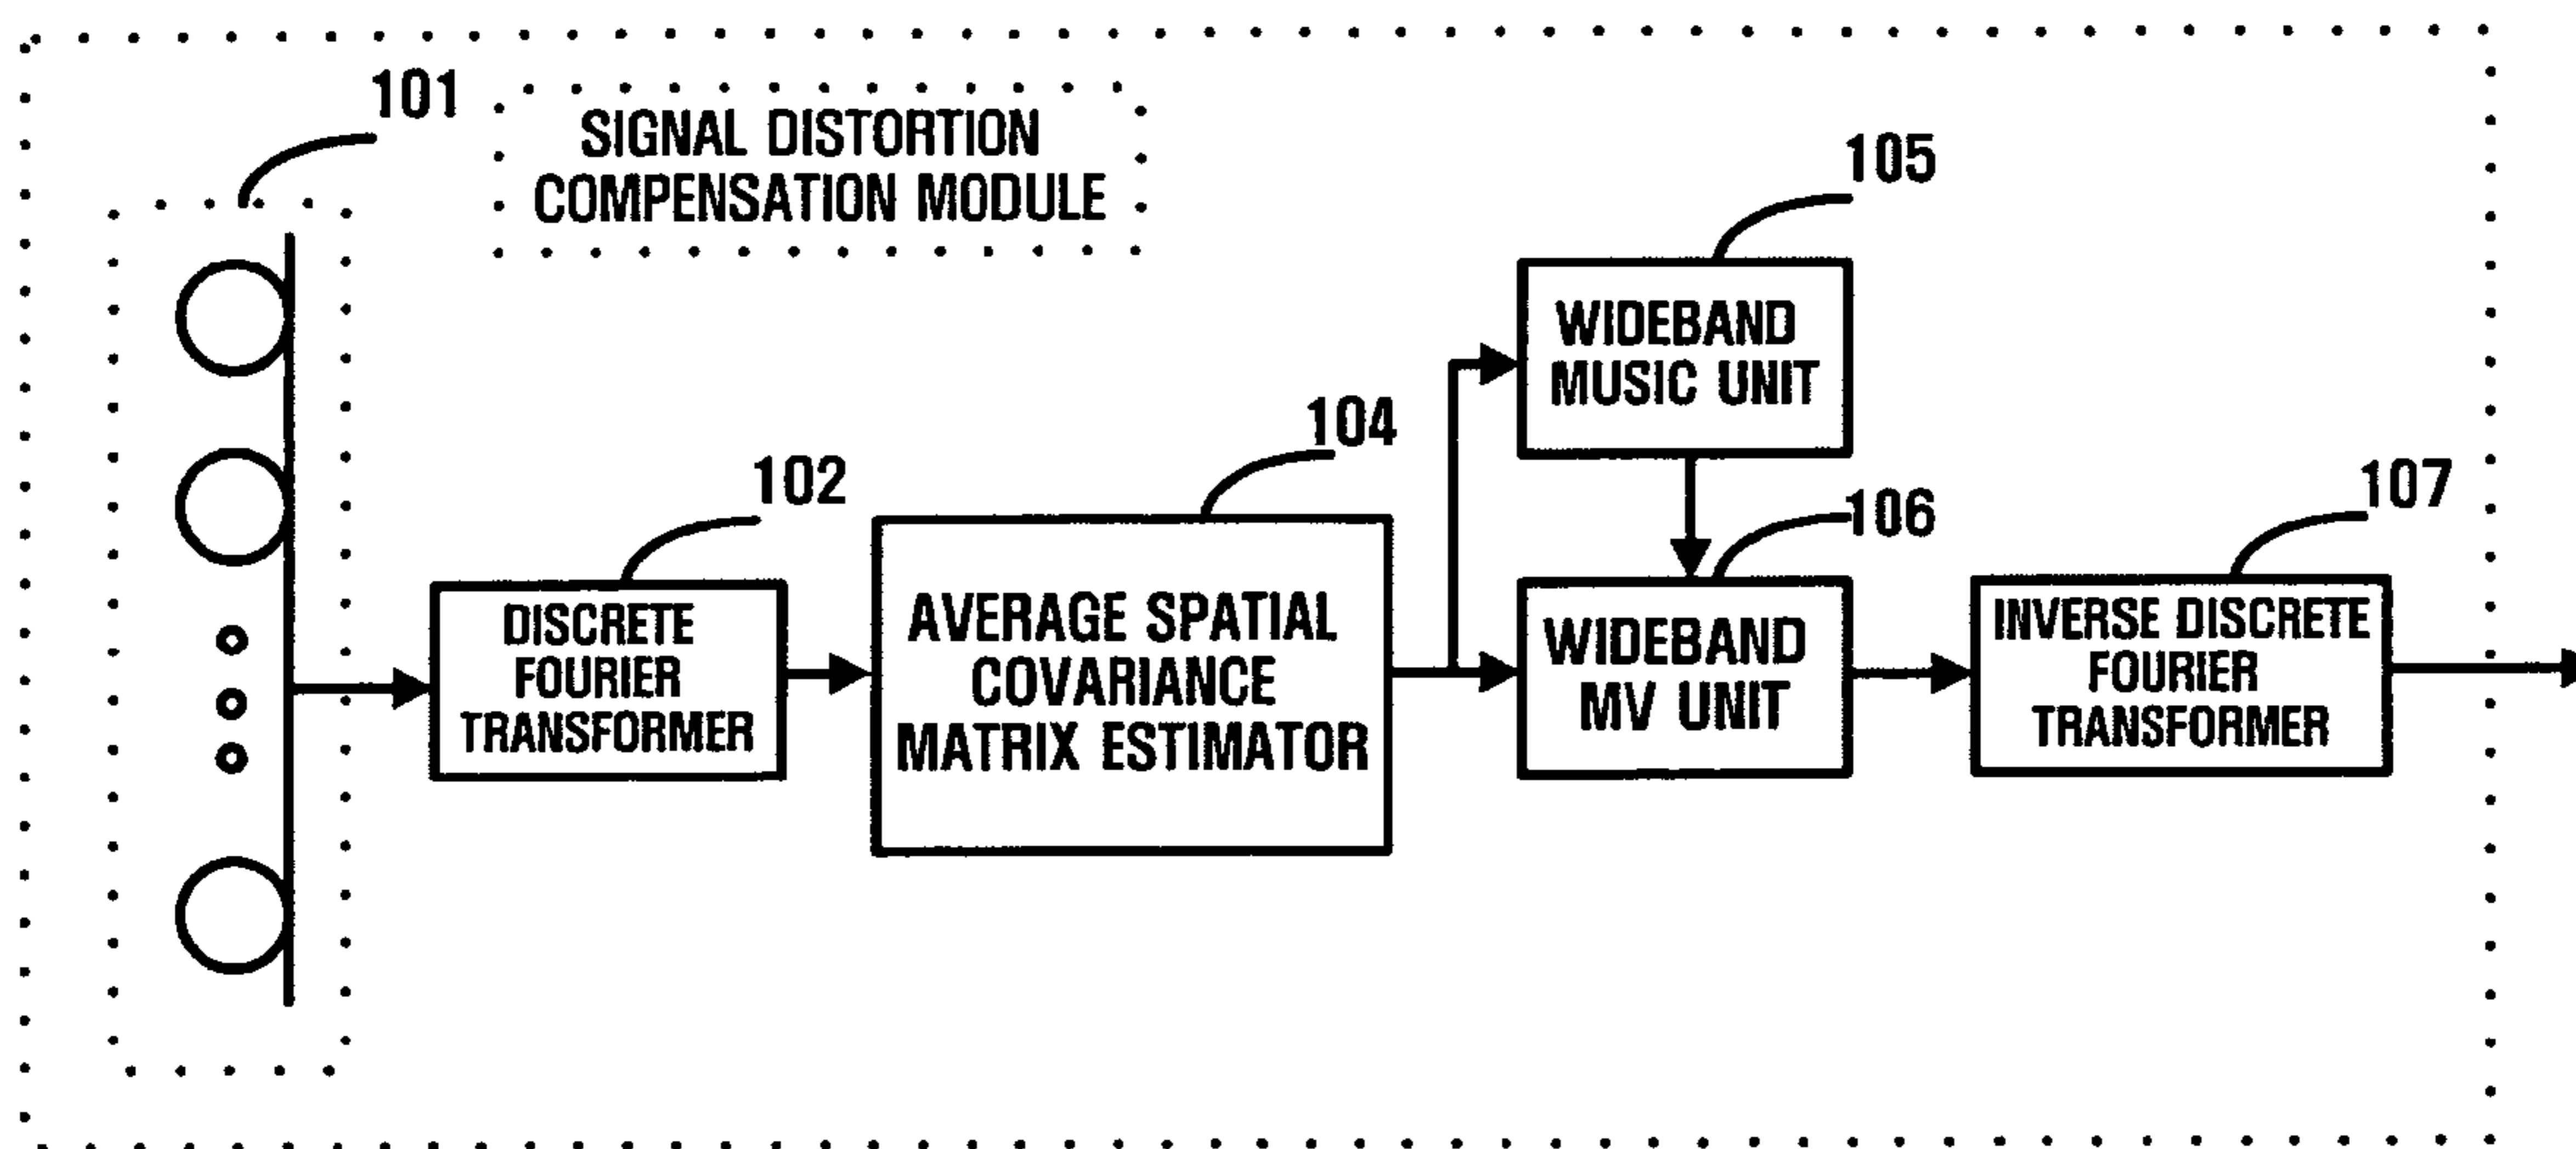 101
SIGNAL DISTORTION
COMPENSATION MODULE
105
WIDEBAND
MUSIC UNIT
104
102
106
107
DISCRETE
FOURIER
TRANSFORMER
AVERAGE SPATIAL
COVARIANCE
MATRIX ESTIMATOR
WIDEBAND
MV UNIT
INVERSE DISCRETE
FOURIER
TRANSFORMER